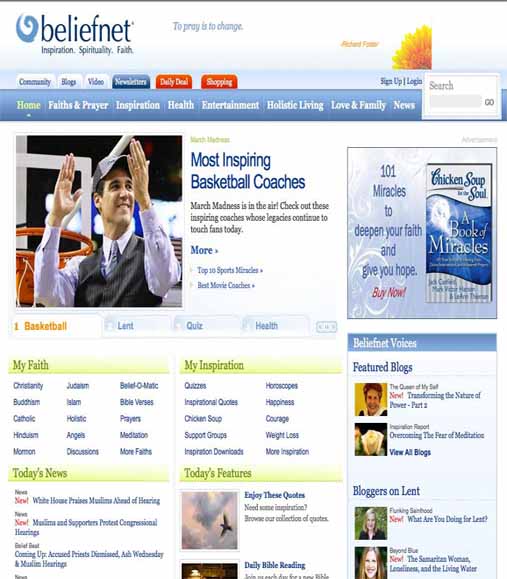 beliefnet
Inspiration. Spirituality. Faith.
To pray is to change.
-Richard Foster
Community
Blogs
Video
Newsletters
Daily Deal
Shopping
Sign Up | Login
Search
GO
Home
Faiths & Prayer
Inspiration
Health
Entertainment
Holistic Living
Love & Family
News
March Madness
Most Inspiring
Basketball Coaches
March Madness is in the air! Check out these
inspiring coaches whose legacies continue to
touch fans today.
More »
Top 10 Sports Miracles »
Best Movie Coaches »
1 Basketball
Lent
Quiz
Health
Advertisement
101
Miracles
to
deepen your faith
and
give you hope.
Buy Now!
Chicken Soup
for the
Soul
A
Book of
Miracles
Jack Canfield,
Mark Victor Hansen
& LeAnn Thieman
My Faith
Christianity
Judaism
Belief-O-Matic
Buddhism
Islam
Bible Verses
Catholic
Holistic
Prayers
Hinduism
Angels
Meditation
Mormon
Discussions
More Faiths
My Inspiration
Quizzes
Horoscopes
Inspirational Quotes
Happiness
Chicken Soup
Courage
Support Groups
Weight Loss
Inspiration Downloads
More Inspiration
Today's News
News
New! White House Praises Muslims Ahead of Hearing
News
New! Muslims and Supporters Protest Congressional
Hearings
Belief Beat
Coming Up: Accused Priests Dismissed, Ash Wednesday
& Muslim Hearings
Today's Features
Enjoy These Quotes
Need some inspiration?
Browse our collection of quotes.
Daily Bible Reading
Join us each day for a new Bible
Beliefnet Voices
Featured Blogs
The Queen of My Self
New! Transforming the Nature of
Power - Part 2
Inspiration Report
Overcoming The Fear of Meditation
View All Blogs
Bloggers on Lent
Flunking Sainthood
New! What Are You Doing for Lent?
Beyond Blue
New! The Samaritan Woman,
Loneliness, and the Living Water